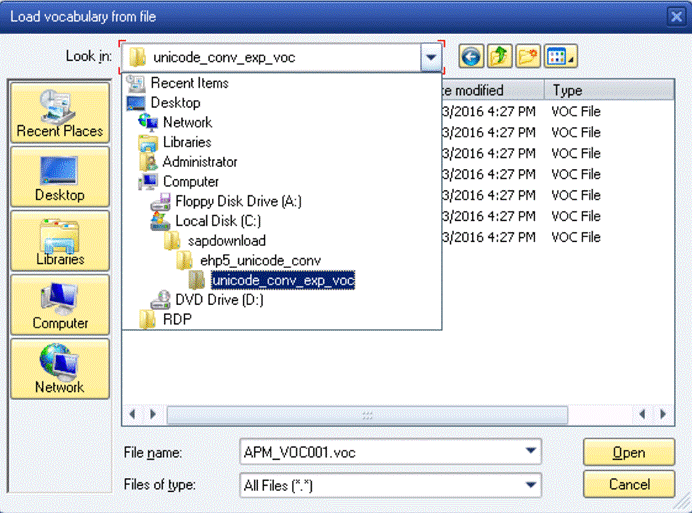 Load vocabulary from file
Look in:
unicode_conv_exp_voc
Recent Items
Desktop
Network
Libraries
Administrator
Computer
Floppy Disk Drive (A:)
Local Disk (C:)
sapdownload
ehp5_unicode_conv
unicode_conv_exp_voc
DVD Drive (D:)
RDP
Recent Places
Desktop
Libraries
Computer
Network
modified Type
3/2016 4:27 PM VOC File
3/2016 4:27 PM VOC File
3/2016 4:27 PM VOC File
3/2016 4:27 PM VOC File
3/2016 4:27 PM VOC File
3/2016 4:27 PM VOC File
3/2016 4:27 PM VOC File
File name: APM_VOC001.voc Open
Files of type: All Files (*.*) Cancel